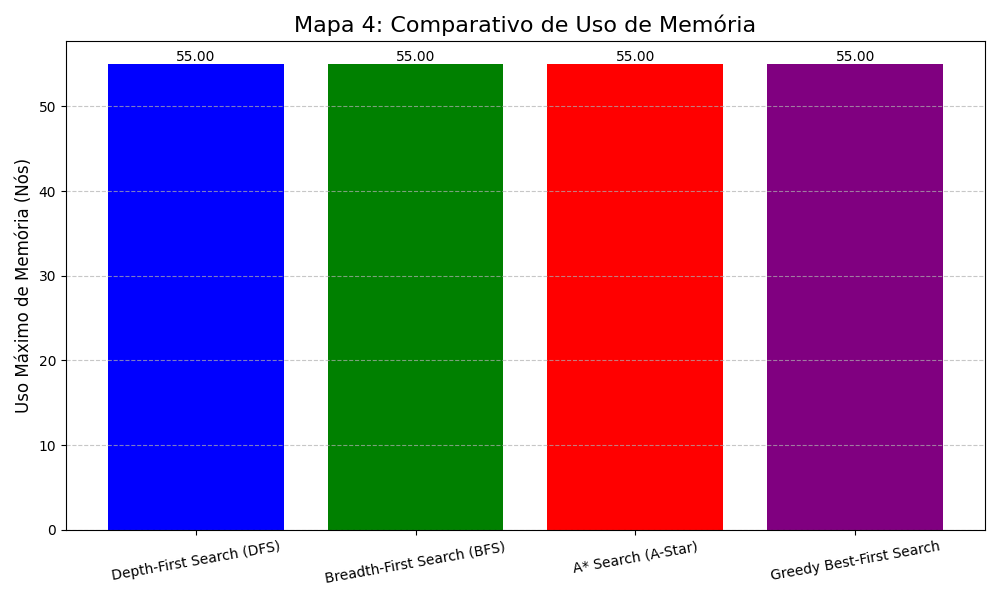 Mapa 4: Comparativo de Uso de Memória
55.00 55.00 55.00 55.00
Uso Máximo de Memória (Nós)
50
40
30
20
10
0
Depth-First Search (DFS)
Breadth-First Search (BFS)
A* Search (A-Star)
Greedy Best-First Search